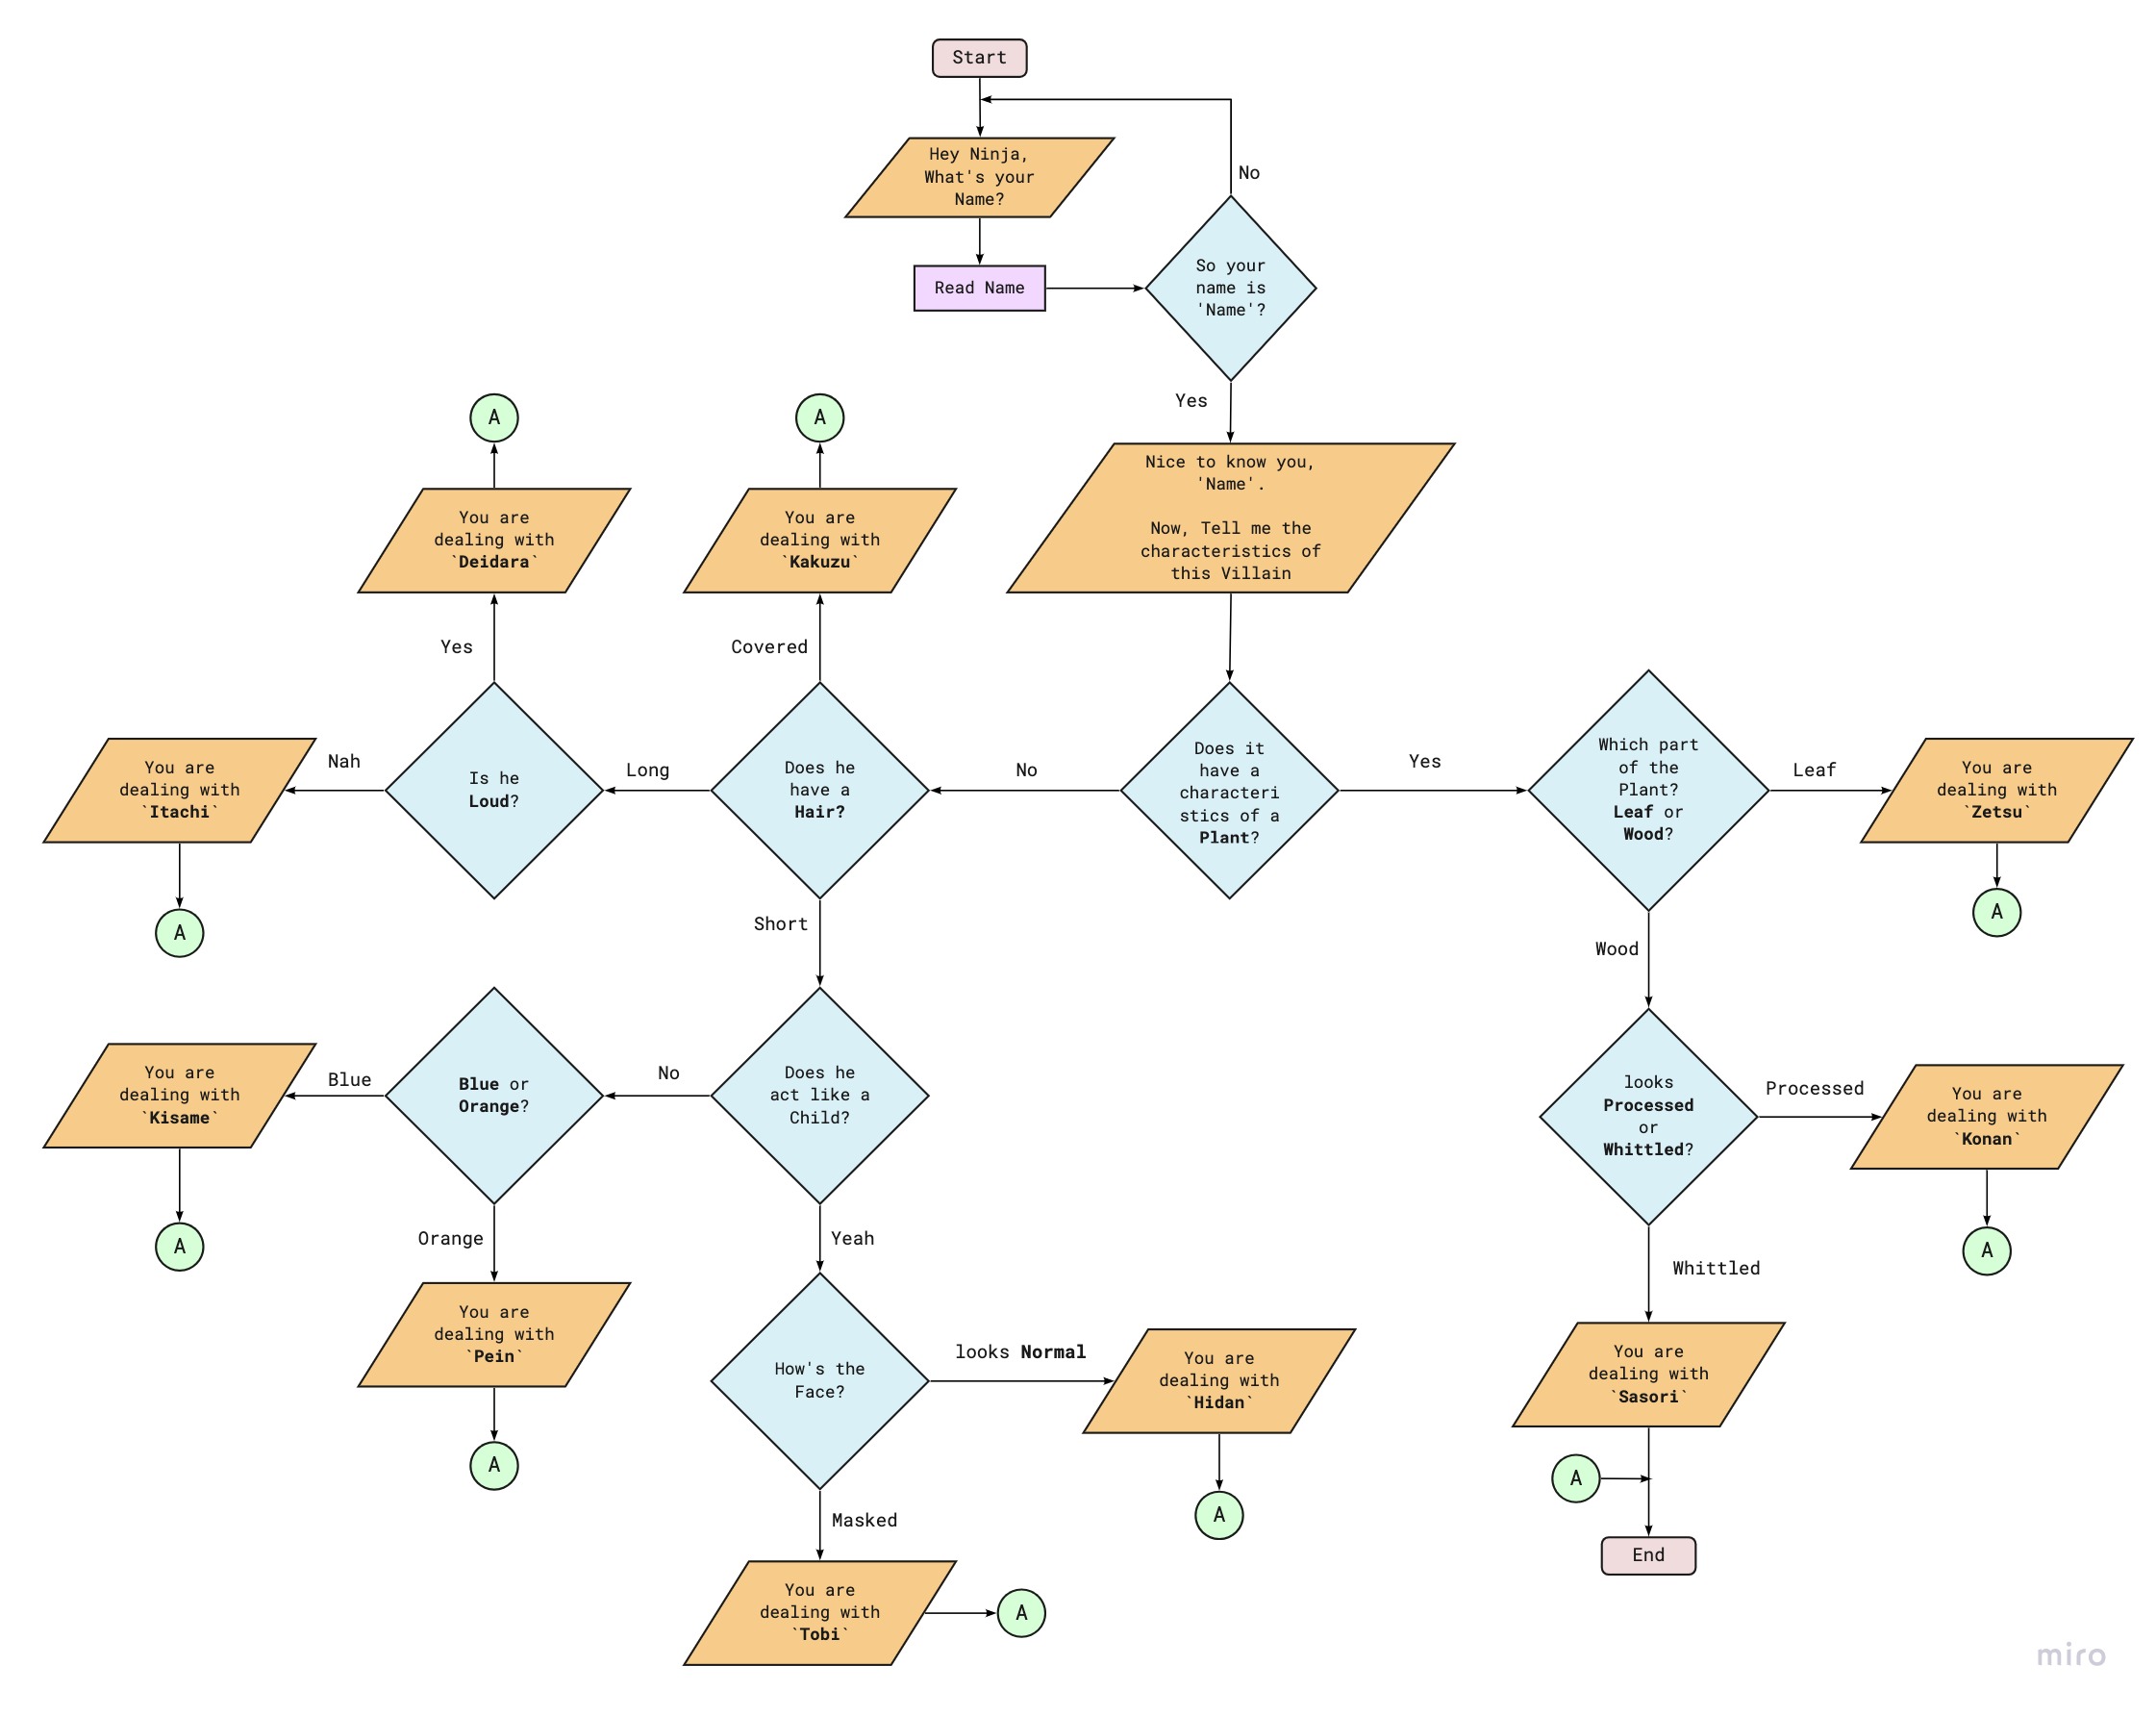 Start
Hey Ninja,
What's your
Name?
No
Read Name
So your
name is
'Name'?
Yes
Nice to know you,
'Name'.
Now, Tell me the
characteristics of
this Villain
A
A
You are
dealing with
`Deidara`
You are
dealing with
`Kakuzu`
Yes
Covered
You are
dealing with
`Itachi`
Nah
Is he
Loud?
Long
Does he
have a
Hair?
No
Does it
have a
characteri
stics of a
Plant?
Yes
Which part
of the
Plant?
Leaf or
Wood?
Leaf
You are
dealing with
`Zetsu`
A
A
Short
Wood
You are
dealing with
`Kisame`
Blue
Blue or
Orange?
No
Does he
act like a
Child?
looks
Processed
or
Whittled?
Processed
You are
dealing with
`Konan`
A
A
Orange
Yeah
Whittled
You are
dealing with
`Pein`
A
How's the
Face?
looks Normal
You are
dealing with
`Hidan`
A
You are
dealing with
`Sasori`
A
End
Masked
You are
dealing with
`Tobi`
A
miro